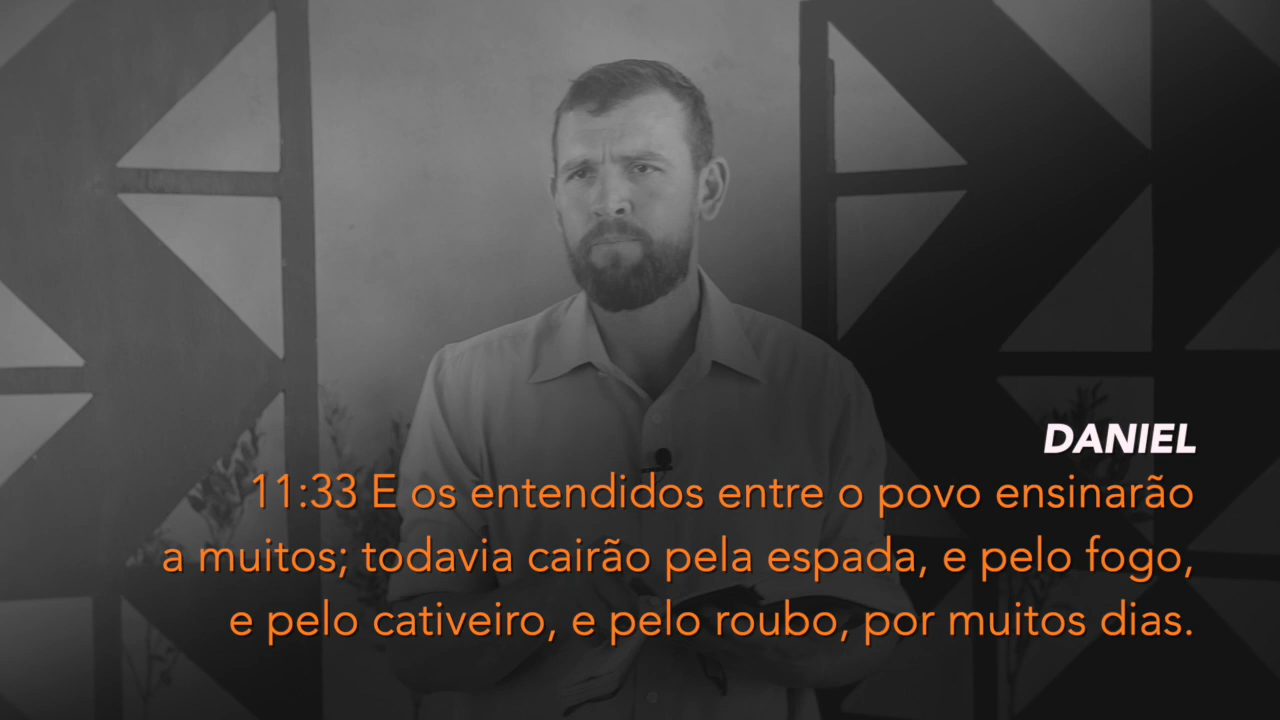 DANIEL
11:33 E os entendidos entre o povo ensinarão
a muitos; todavia cairão pela espada, e pelo fogo,
e pelo cativeiro, e pelo roubo, por muitos dias.